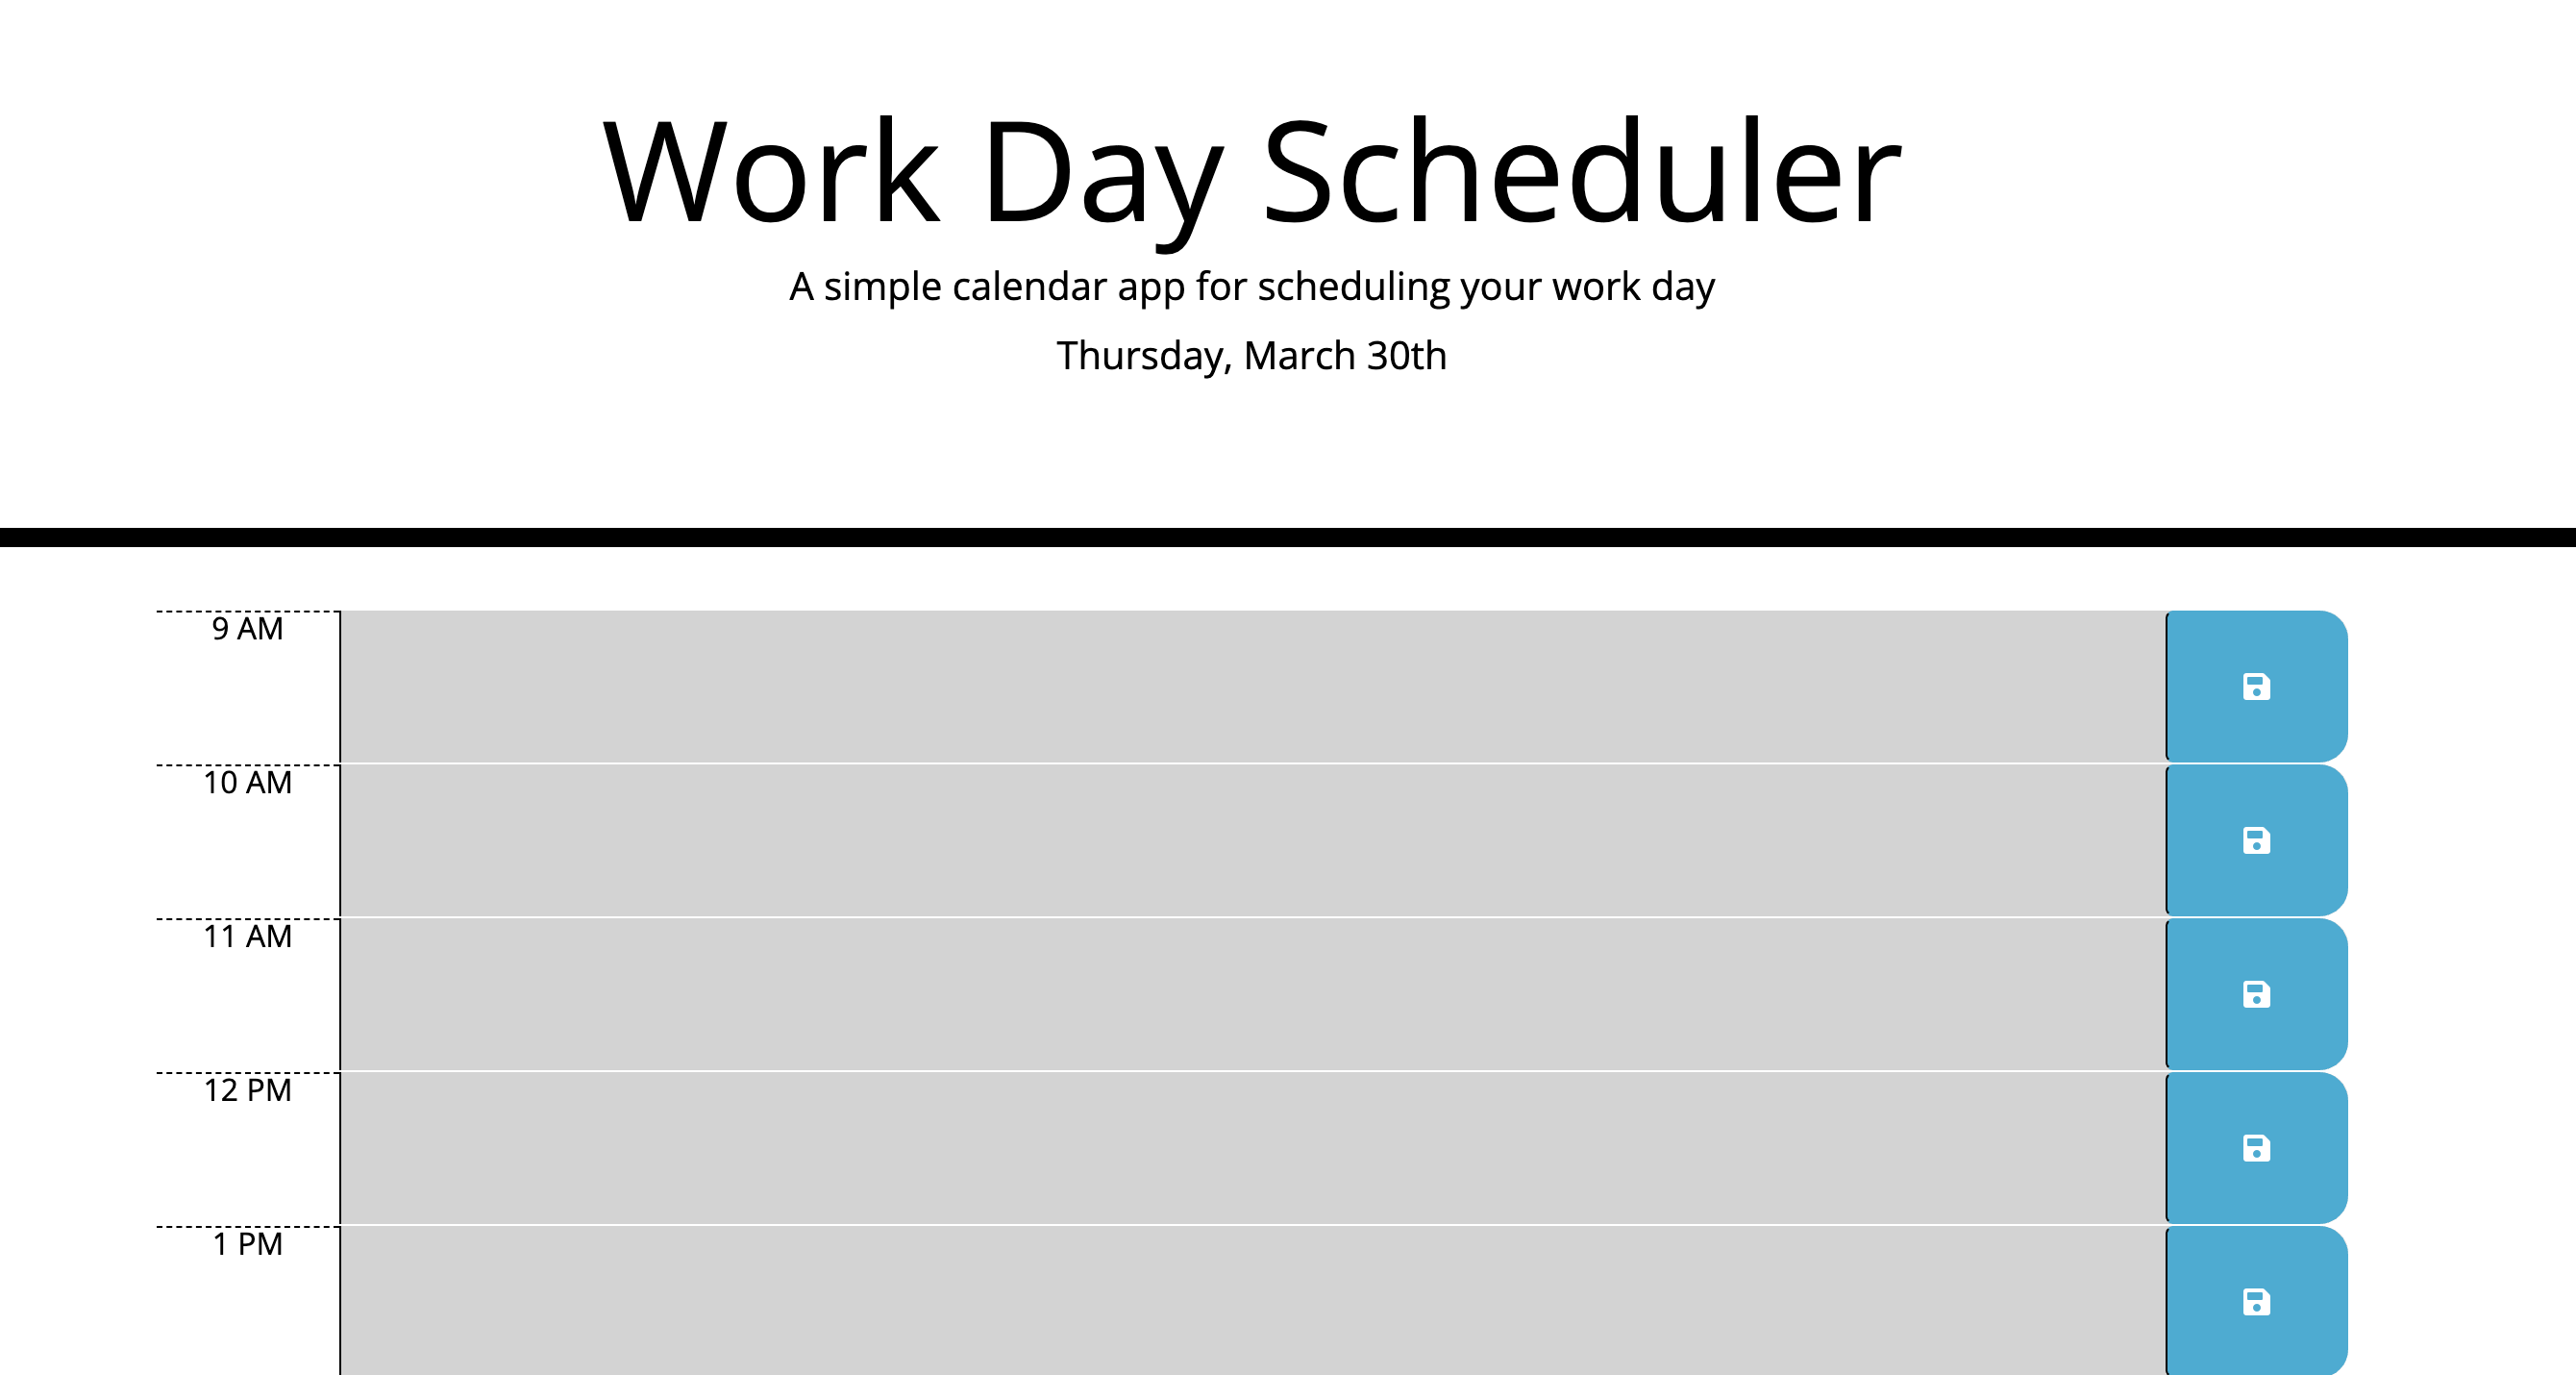 Work Day Scheduler
A simple calendar app for scheduling your work day
Thursday, March 30th
9 AM
10 AM
11 AM
12 PM
1 PM